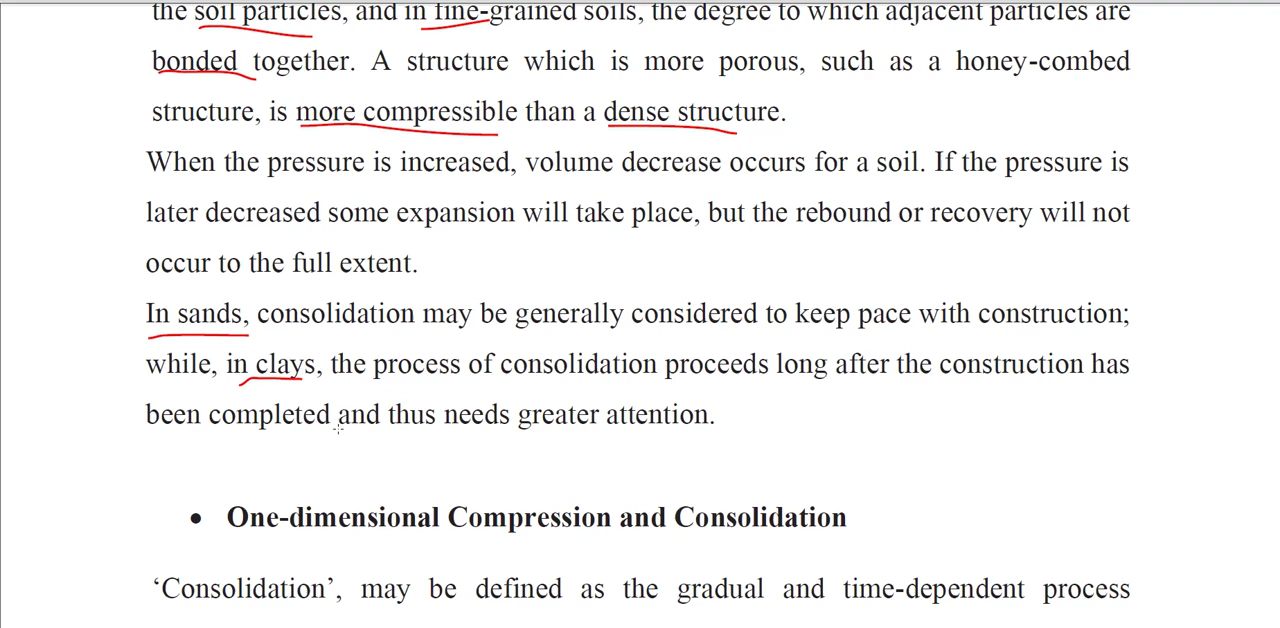 the soil particles, and in fine-grained soils, the degree to which adjacent particles are
bonded together. A structure which is more porous, such as a honey-combed
structure, is more compressible than a dense structure.
When the pressure is increased, volume decrease occurs for a soil. If the pressure is
later decreased some expansion will take place, but the rebound or recovery will not
occur to the full extent.
In sands, consolidation may be generally considered to keep pace with construction;
while, in clays, the process of consolidation proceeds long after the construction has
been completed and thus needs greater attention.
• One-dimensional Compression and Consolidation
‘Consolidation’, may be defined as the gradual and time-dependent process